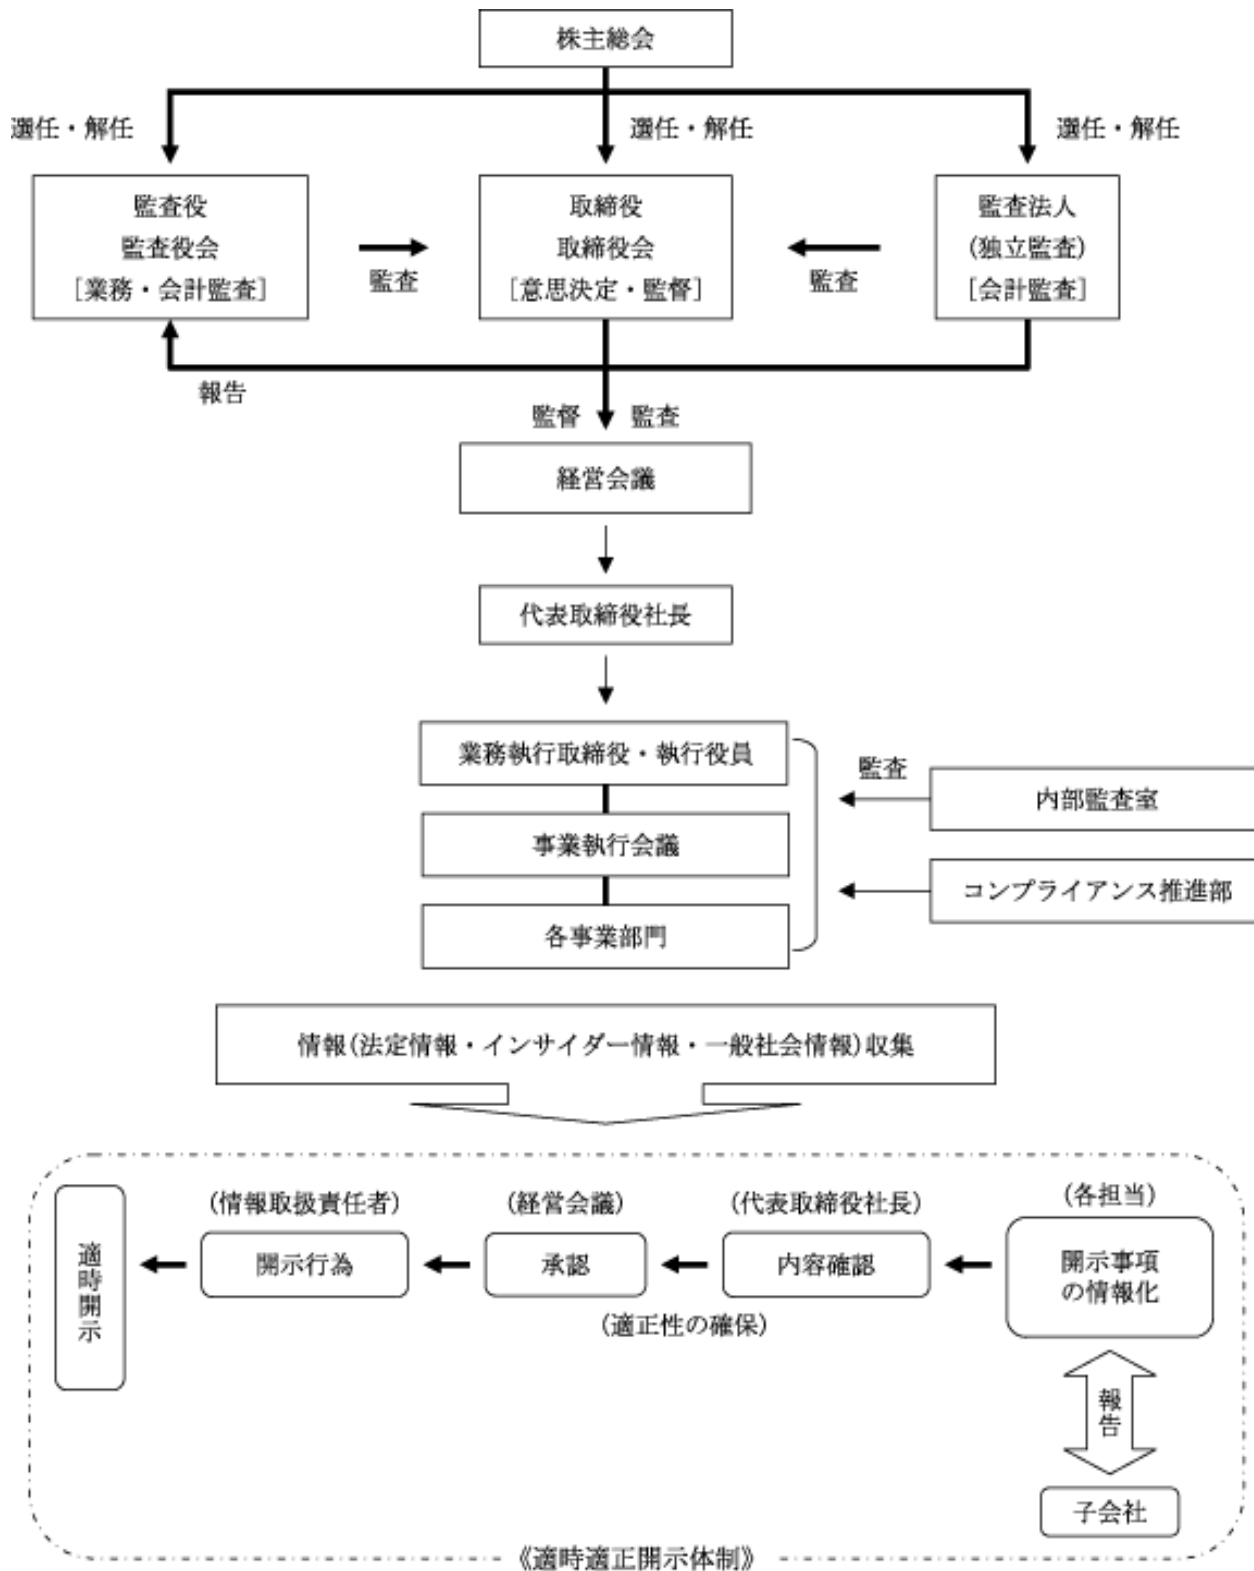 株主総会
選任・解任
選任・解任
選任・解任
監査役
監査役会
[業務・会計監査]
監査
取締役
取締役会
[意思決定・監督]
監査
監査法人
(独立監査)
[会計監査]
報告
監督
監査
経営会議
代表取締役社長
業務執行取締役・執行役員
事業執行会議
各事業部門
監査
内部監査室
コンプライアンス推進部
情報(法定情報・インサイダー情報・一般社会情報)収集
適時開示
(情報取扱責任者)
開示行為
(経営会議)
承認
(代表取締役社長)
内容確認
(適正性の確保)
(各担当)
開示事項
の情報化
報告
子会社
《適時適正開示体制》